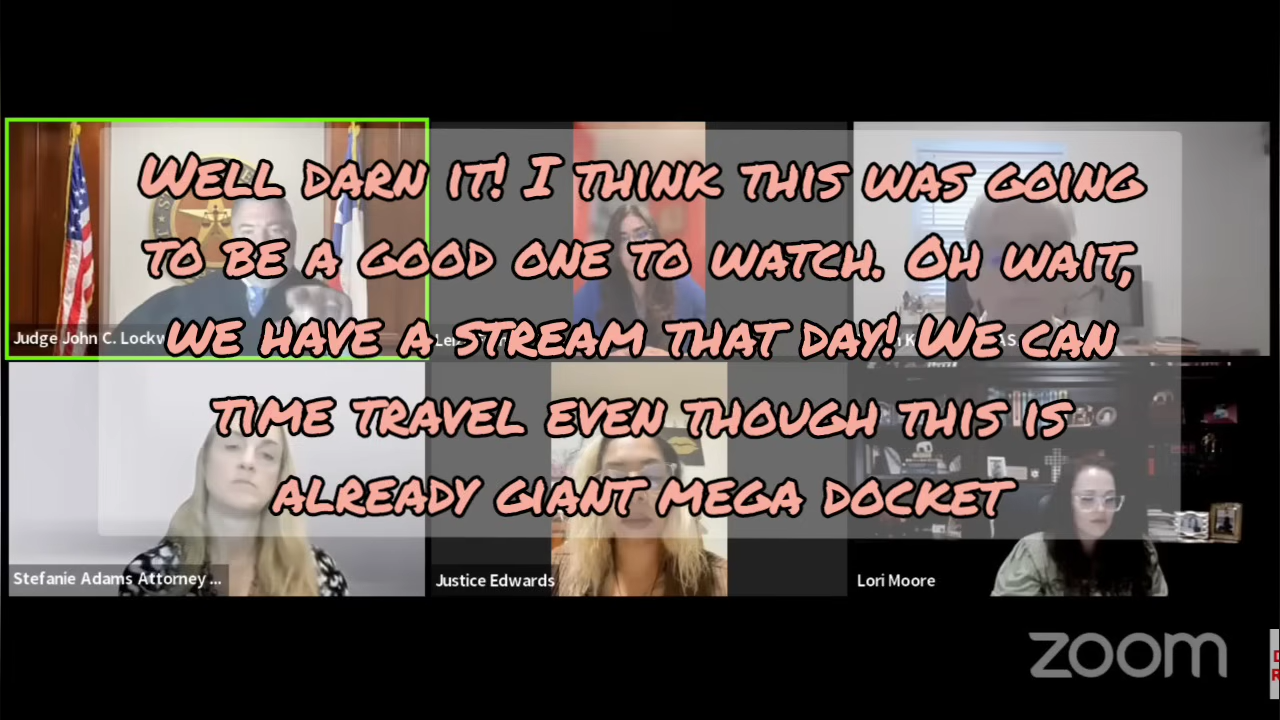 WELL DARN IT! I THINK THIS WAS GOING
TO BE A GOOD ONE TO WATCH. OH WAIT,
WE HAVE A STREAM THAT DAY! WE CAN
TIME TRAVEL EVEN THOUGH THIS IS
ALREADY GIANT MEGA DOCKET
Judge John C. Lockw
Stefanie Adams Attorney ...
Justice Edwards
Lori Moore
zoom